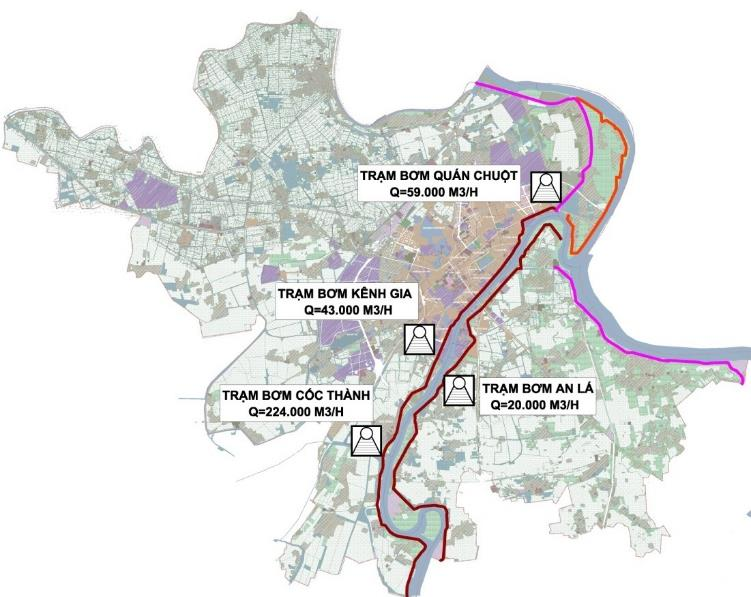 TRẠM BƠM QUÁN CHUỘT
Q=59.000 M3/H
TRẠM BƠM KÊNH GIA
Q=43.000 M3/H
TRẠM BƠM CỐC THÀNH
Q=224.000 M3/H
TRẠM BƠM AN LÁ
Q=20.000 M3/H